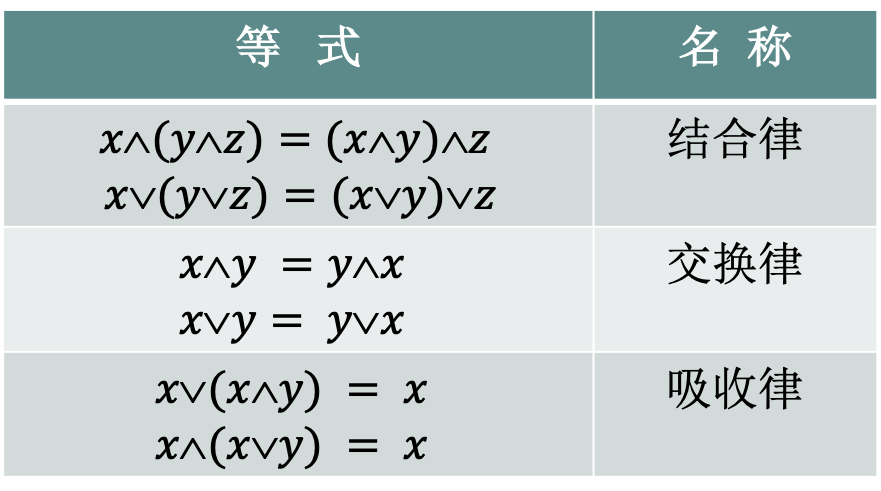 等 式 名 称
x∧(y∧z) = (x∧y)∧z 结合律
x∨(y∨z) = (x∨y)∨z
x∧y = y∧x 交换律
x∨y = y∨x
x∨(x∧y) = x 吸收律
x∧(x∨y) = x